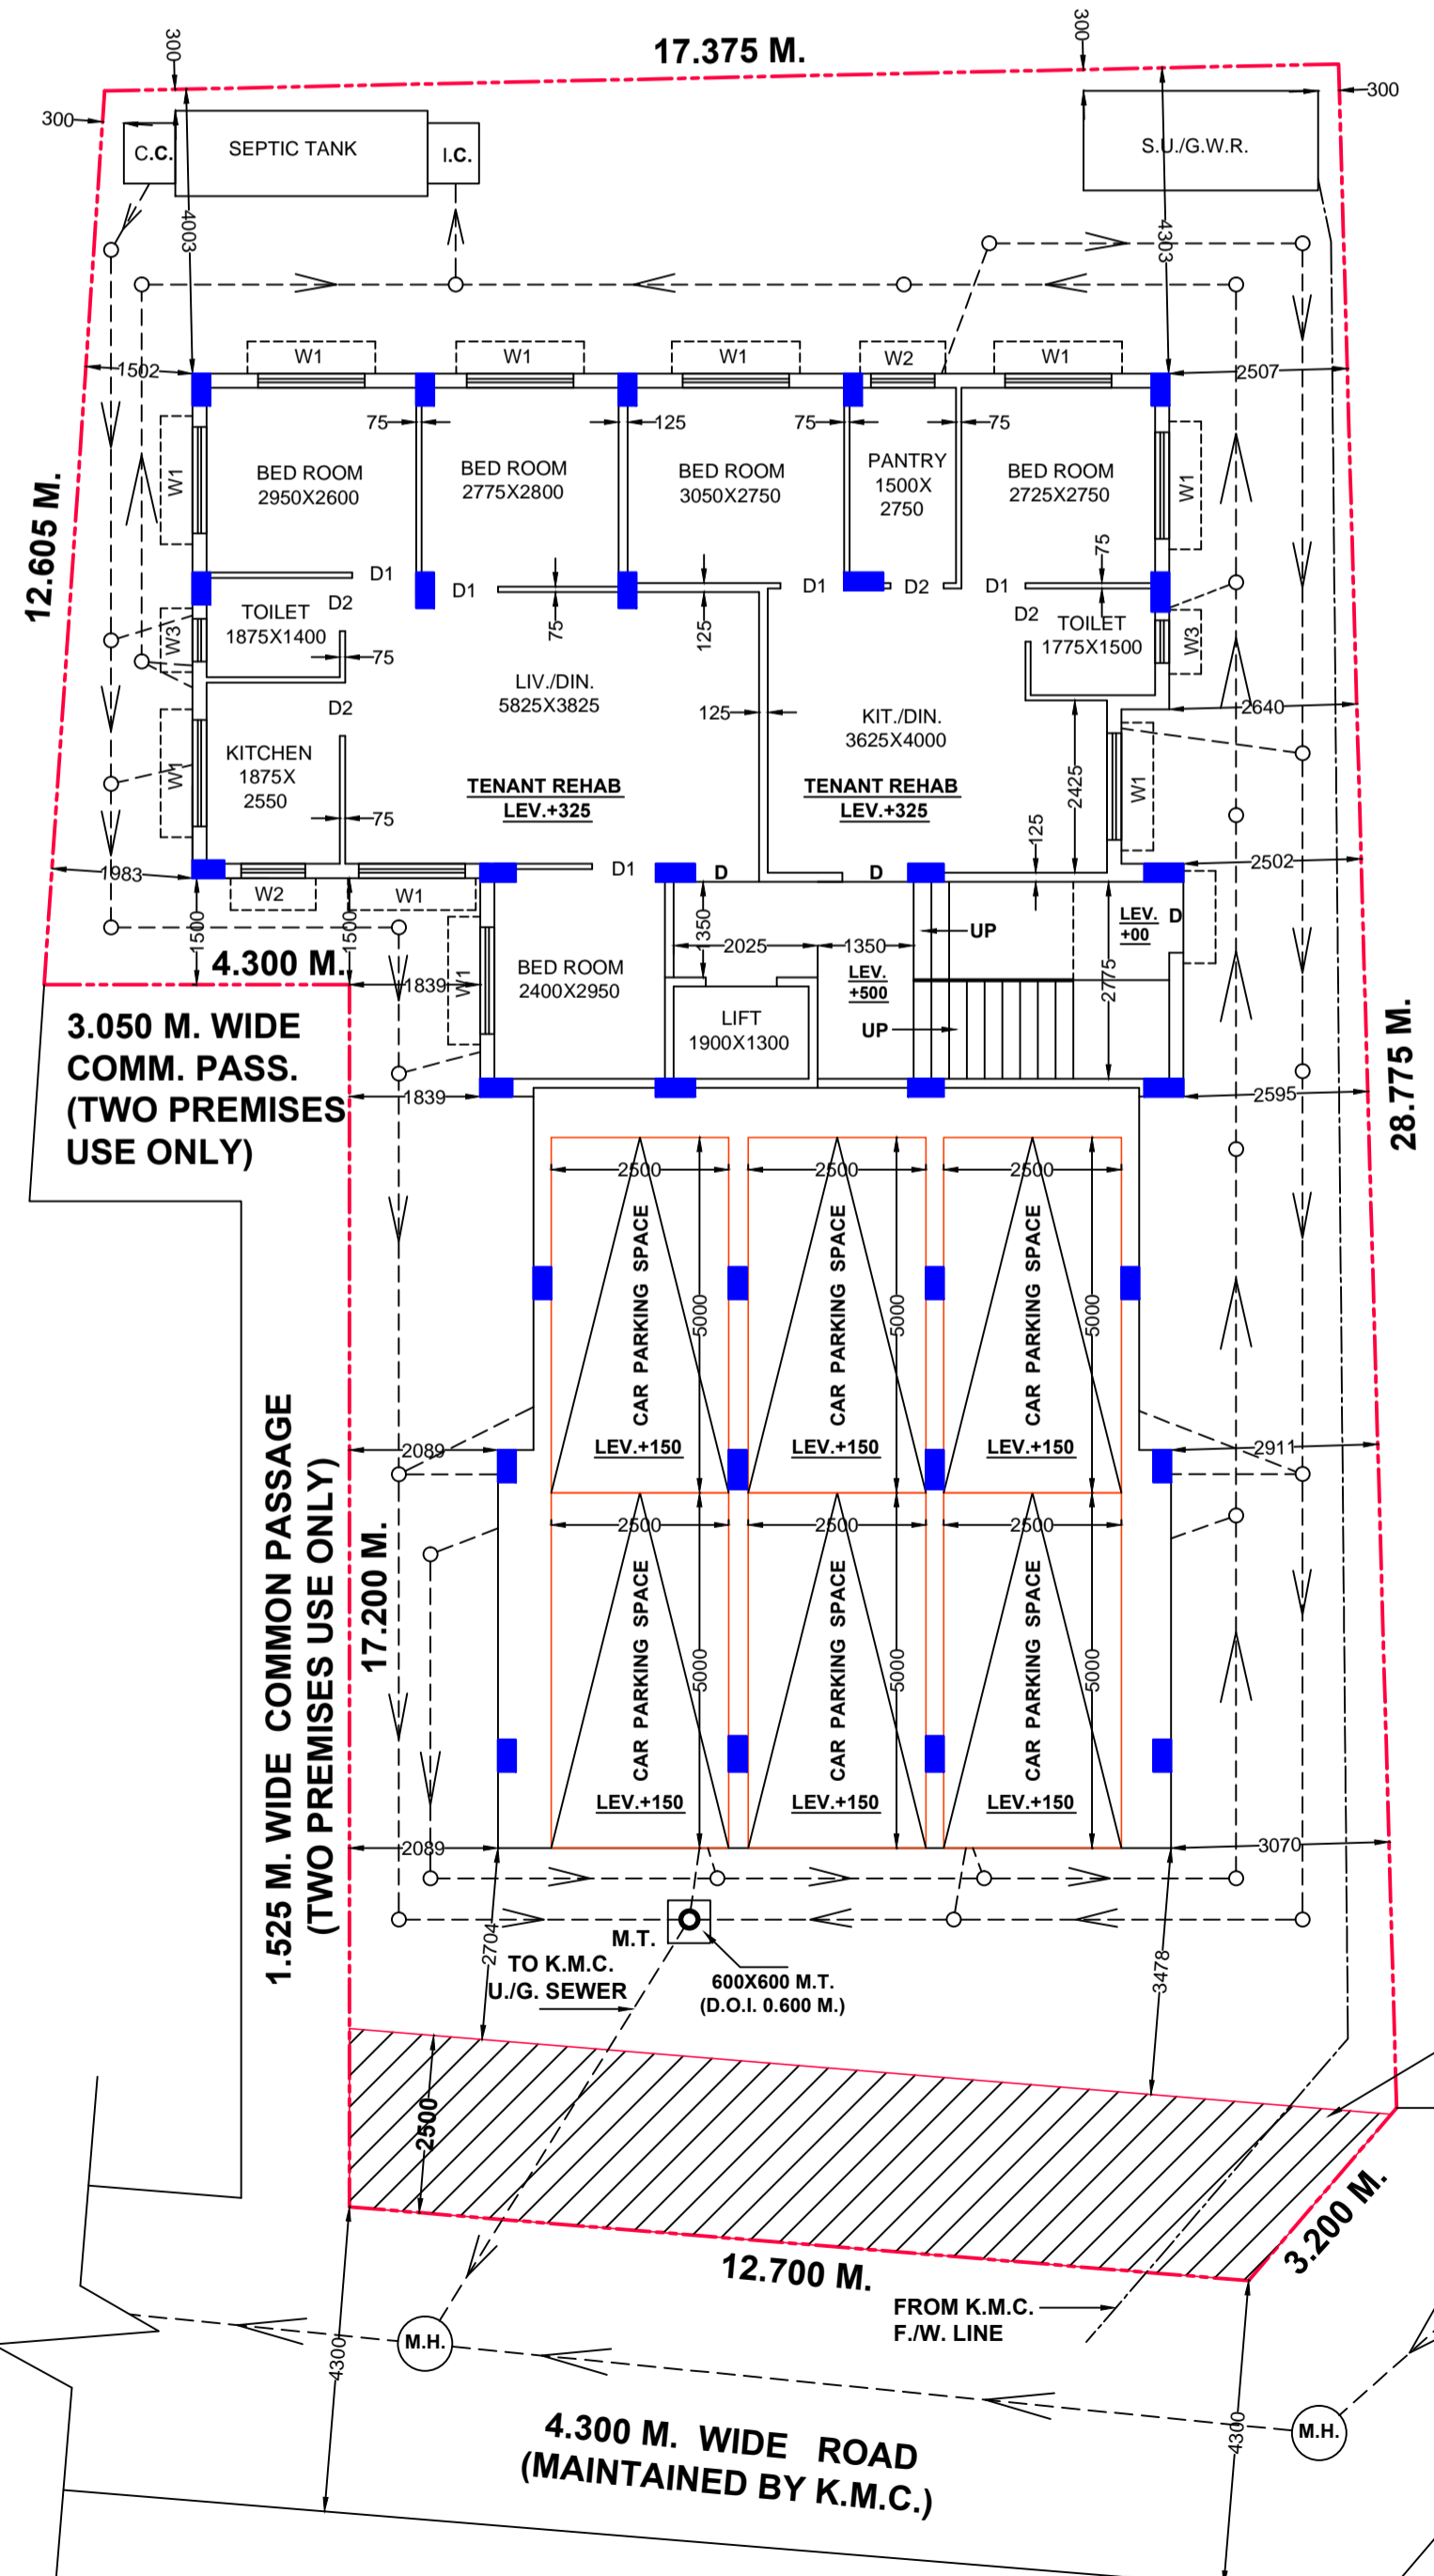 17.375 M.
300
300
300
300
C.C.
SEPTIC TANK
I.C.
S.U./G.W.R.
4003
4303
W1
W1
W1
W2
W1
1502
2507
75
125
75
75
W1
BED ROOM
2950X2600
BED ROOM
2775X2800
BED ROOM
3050X2750
PANTRY
1500X
2750
BED ROOM
2725X2750
W1
12.605 M.
75
D1
D1
D1
D2
D1
D2
TOILET
1875X1400
W3
75
125
D2
TOILET
1775X1500
W3
75
LIV./DIN.
5825X3825
D2
125
KIT./DIN.
3625X4000
2640
KITCHEN
1875X
2550
W1
TENANT REHAB
LEV.+325
TENANT REHAB
LEV.+325
2425
W1
75
125
1983
D1
D
D
2502
W2
W1
1500
1500
4.300 M.
1839
W1
BED ROOM
2400X2950
1350
2025
1350
UP
LEV.
+00
D
LEV.
+500
2775
LIFT
1900X1300
UP
3.050 M. WIDE
COMM. PASS.
(TWO PREMISES
USE ONLY)
1839
2595
28.775 M.
2500
2500
2500
CAR PARKING SPACE
5000
CAR PARKING SPACE
5000
CAR PARKING SPACE
5000
LEV.+150
LEV.+150
LEV.+150
2089
2911
2500
2500
2500
1.525 M. WIDE COMMON PASSAGE
(TWO PREMISES USE ONLY)
17.200 M.
CAR PARKING SPACE
5000
CAR PARKING SPACE
5000
CAR PARKING SPACE
5000
LEV.+150
LEV.+150
LEV.+150
2089
3070
2704
M.T.
TO K.M.C.
U./G. SEWER
600X600 M.T.
(D.O.I. 0.600 M.)
3478
2500
12.700 M.
3.200 M.
FROM K.M.C.
F./W. LINE
M.H.
4300
4.300 M. WIDE ROAD
(MAINTAINED BY K.M.C.)
4300
M.H.